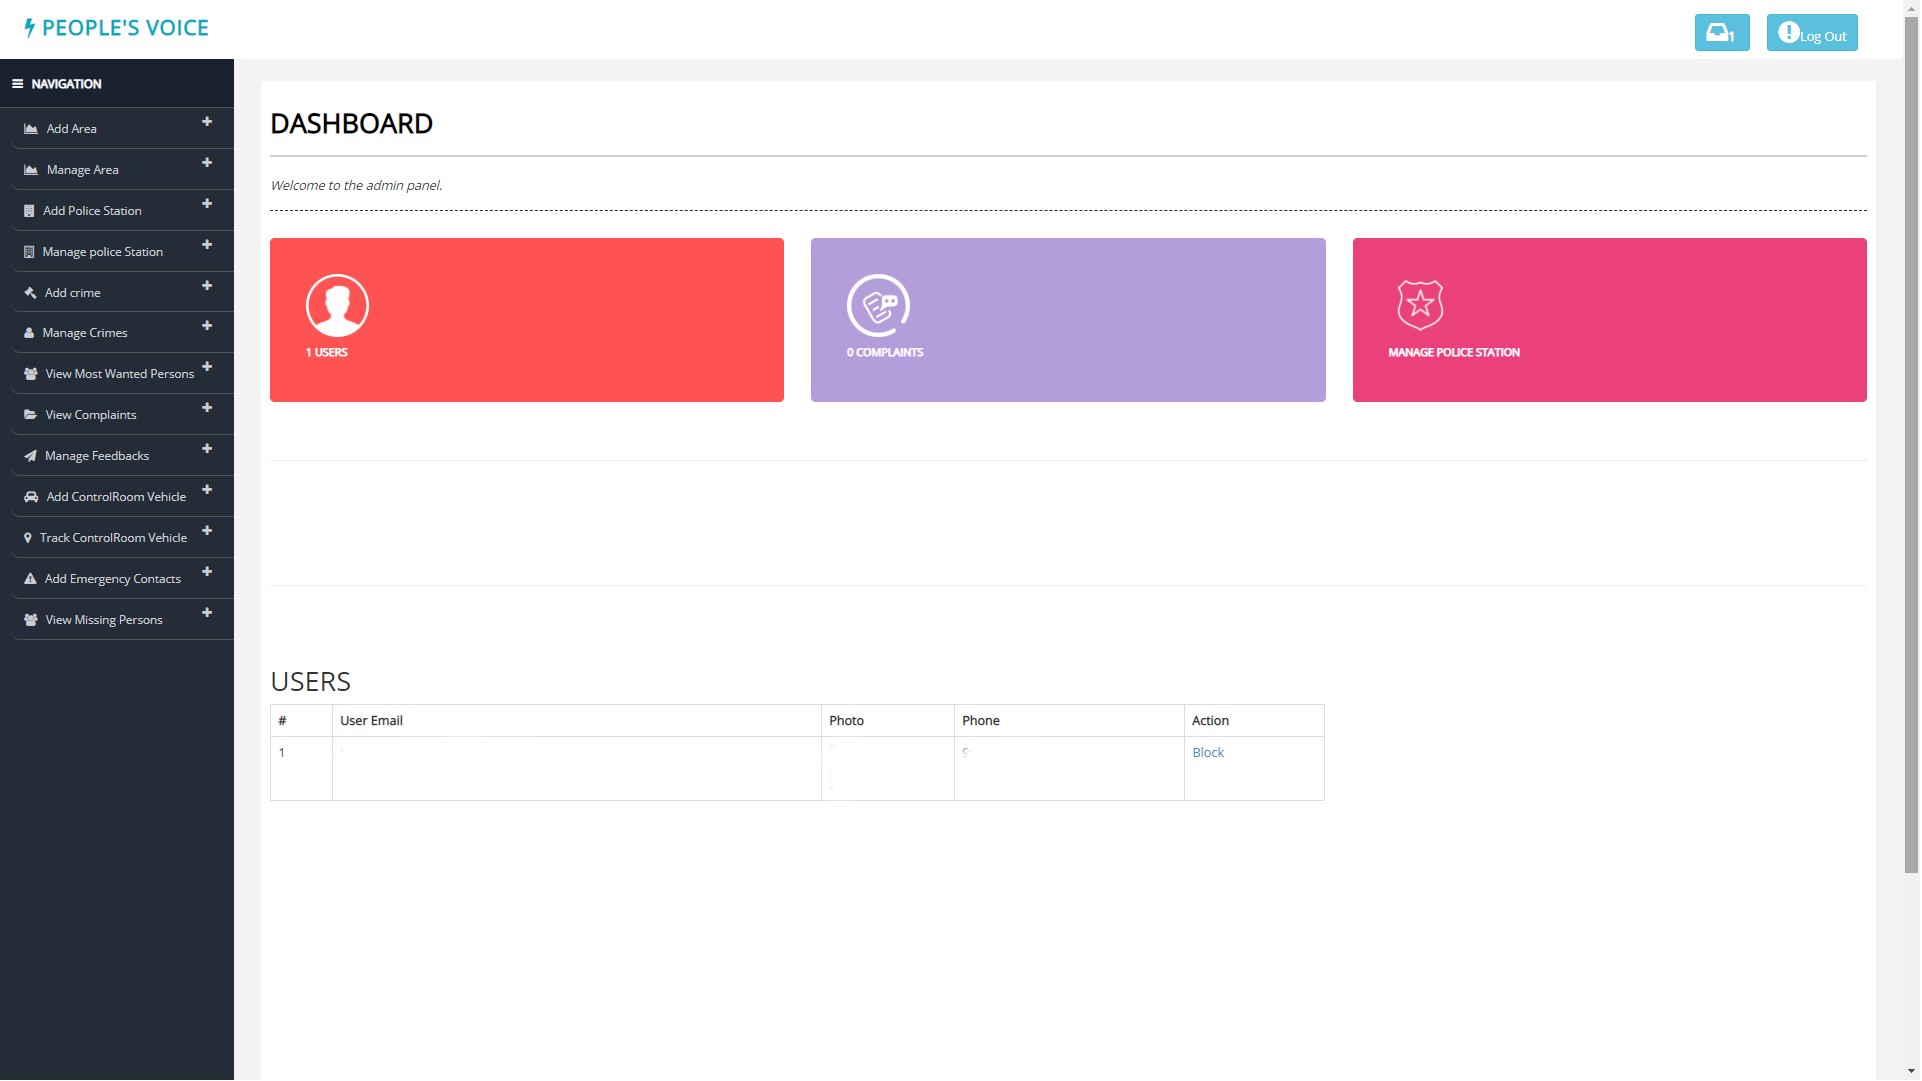 PEOPLE'S VOICE
1
Log Out
NAVIGATION
Add Area
Manage Area
Add Police Station
Manage police Station
Add crime
Manage Crimes
View Most Wanted Persons
View Complaints
Manage Feedbacks
Add ControlRoom Vehicle
Track ControlRoom Vehicle
Add Emergency Contacts
View Missing Persons
DASHBOARD
Welcome to the admin panel.
1 USERS
0 COMPLAINTS
MANAGE POLICE STATION
USERS
# User Email Photo Phone Action
1 Block